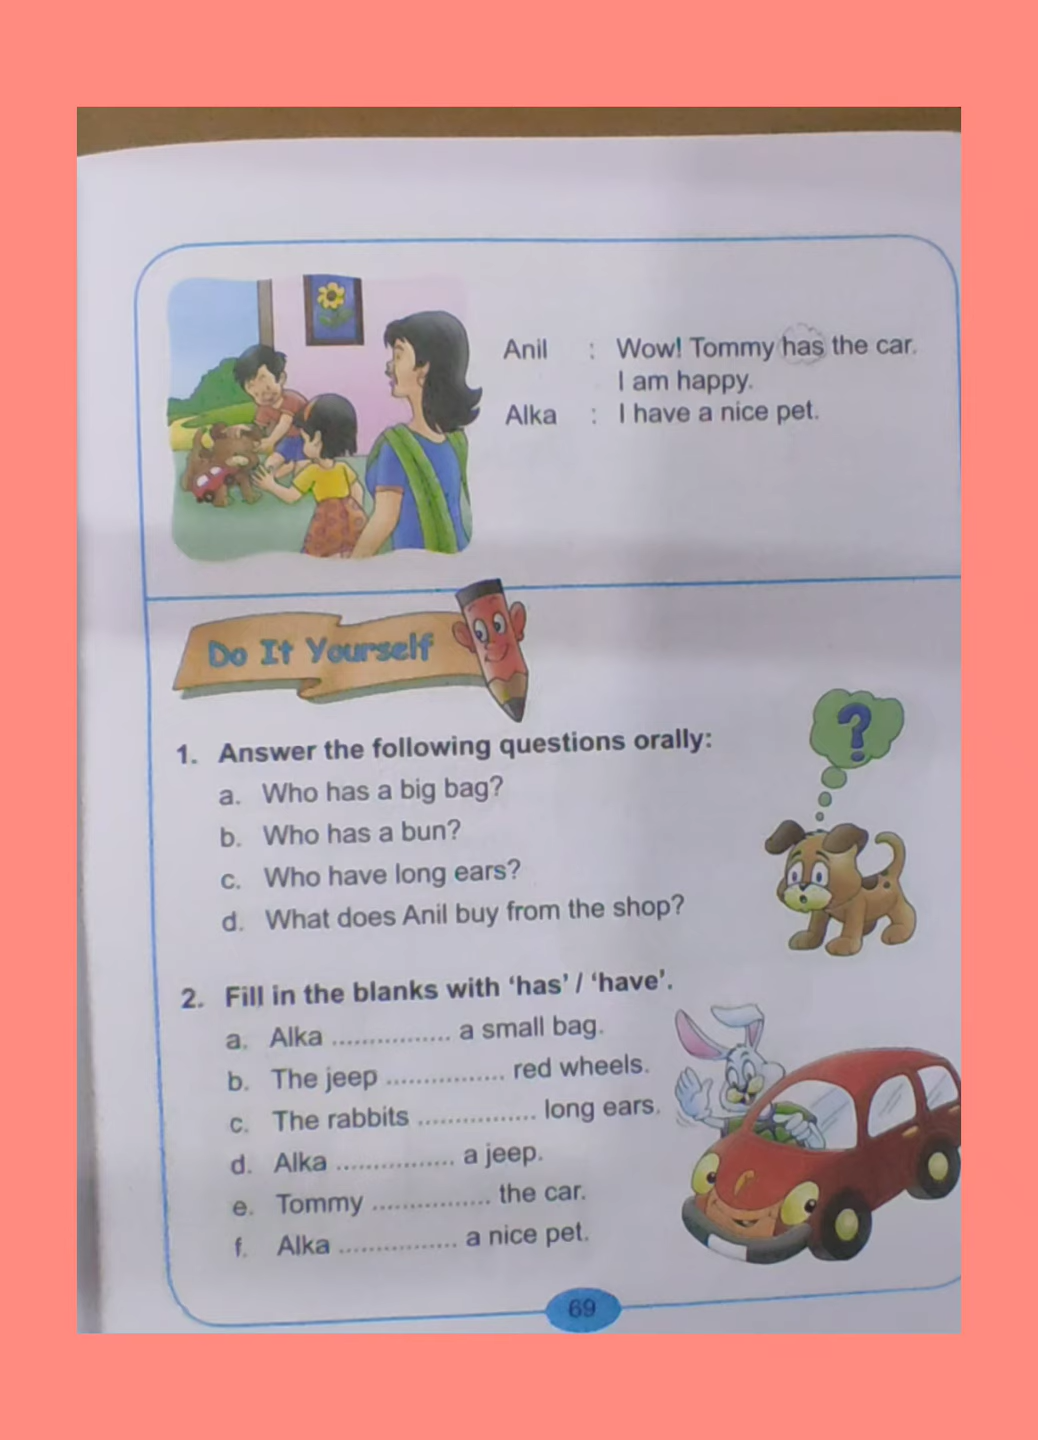 Anil : Wow! Tommy has the car.
I am happy.
Alka : I have a nice pet.
Do It Yourself
?
1. Answer the following questions orally:
a. Who has a big bag?
b. Who has a bun?
c. Who have long ears?
d. What does Anil buy from the shop?
2. Fill in the blanks with ‘has’ / ‘have’.
a. Alka ................ a small bag.
b. The jeep ................ red wheels.
c. The rabbits ................ long ears.
d. Alka ................ a jeep.
e. Tommy ................ the car.
f. Alka ................ a nice pet.
69